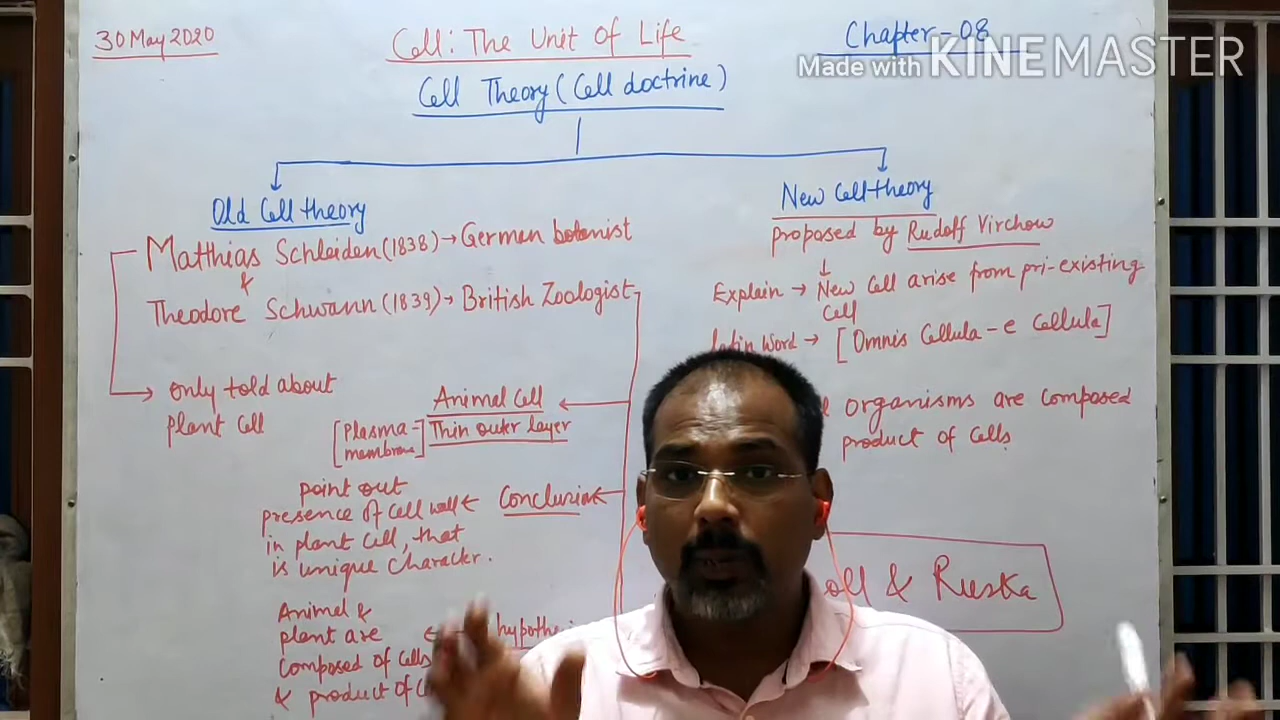 30 May 2020
Cell: The Unit Of Life
Chapter-08
Made with KINEMASTER
Cell Theory (Cell doctrine)
Old Cell theory
Matthias Schleiden (1838) → German botonist
&
Theodore Schwann (1839) → British Zoologist
only told about
plant cell
Animal Cell
[Plasma-membrane] Thin outer layer
Conclusion
point out
presence of cell wall
in plant cell, that
is unique character.
Animal &
plant are
composed of cells
& product of
New Cell theory
proposed by Rudolf Virchow
Explain → New Cell arise from pri-existing
Cell
Latin word → [Omnis Cellula-e Cellula]
organisms are composed
product of cells
& Ruska